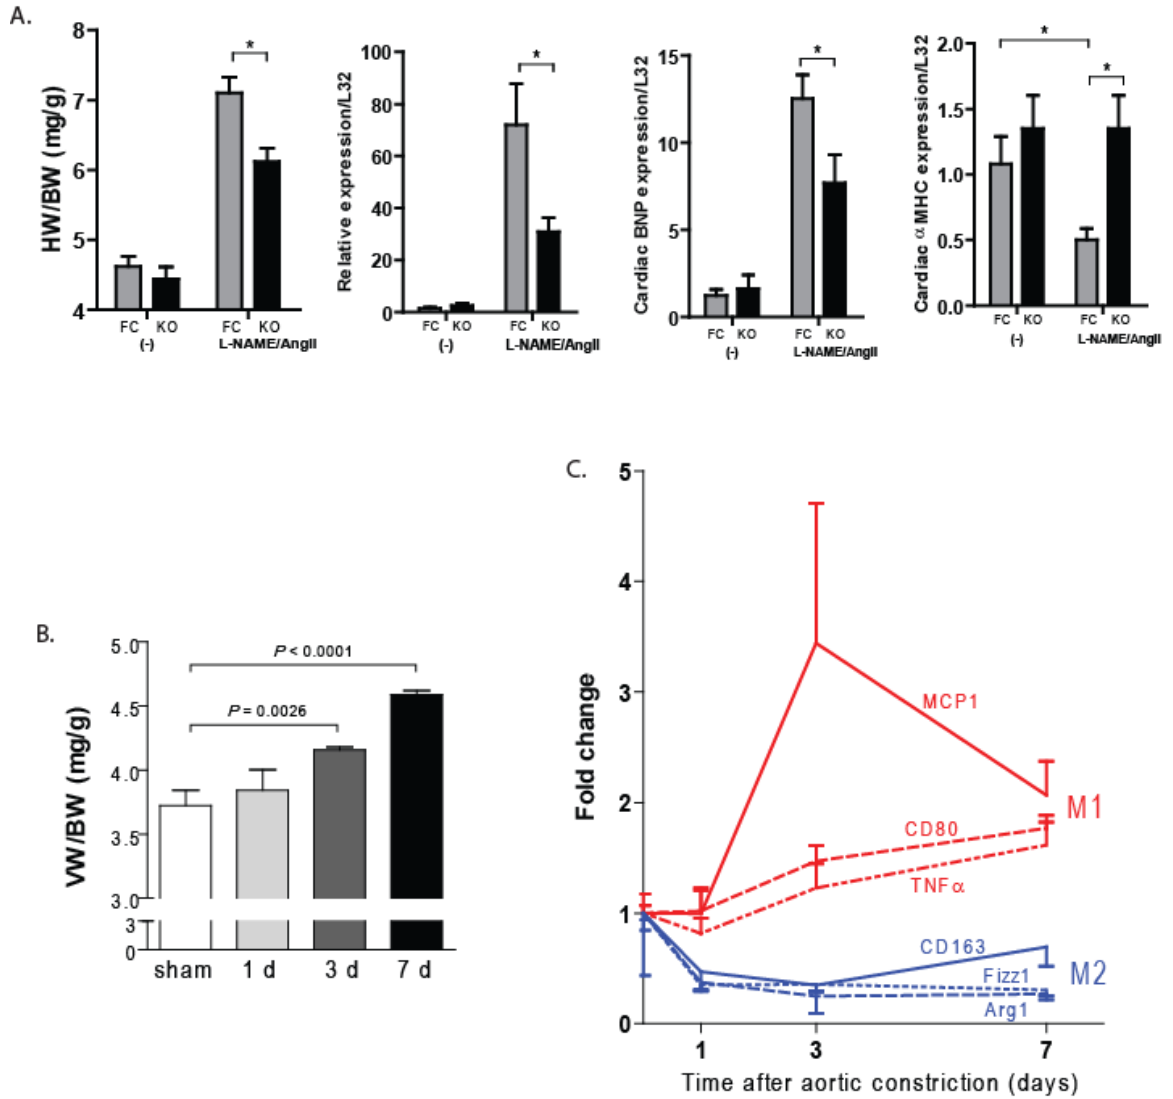 A.
HW/BW (mg/g)
8
7
6
5
4
FC KO FC KO
(-) L-NAME/AngII
*
Relative expression/L32
100
80
60
40
20
0
FC KO FC KO
(-) L-NAME/AngII
*
Cardiac BNP expression/L32
15
10
5
0
FC KO FC KO
(-) L-NAME/AngII
*
Cardiac αMHC expression/L32
2.0
1.5
1.0
0.5
0.0
FC KO FC KO
(-) L-NAME/AngII
*
*
B.
VW/BW (mg/g)
5.0
4.5
4.0
3.5
3.0
3
0
P < 0.0001
P = 0.0026
sham 1 d 3 d 7 d
C.
Fold change
5
4
3
2
1
0
MCP1
M1
CD80
TNFα
CD163
M2
Fizz1
Arg1
1 3 7
Time after aortic constriction (days)